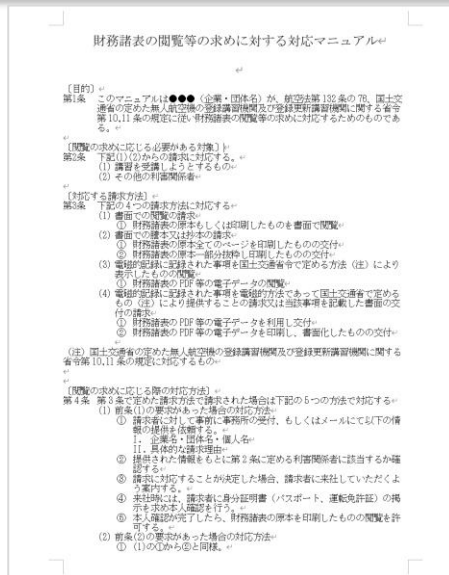 財務諸表の閲覧等の求めに対する対応マニュアル
〔目的〕
第1条 このマニュアルは●●●(企業・団体名)が、航空法第132条の76、国土交
通省の定めた無人航空機の登録講習機関及び登録更新講習機関に関する省令
第10,11条の規定に従い財務諸表の閲覧等の求めに対応するためのものであ
る。
〔閲覧の求めに応じる必要がある対象〕
第2条 下記(1)(2)からの請求に対応する。
(1) 講習を受講しようとするもの
(2) その他の利害関係者
〔対応する請求方法〕
第3条 下記の4つの請求方法に対応する
(1) 書面での閲覧の請求
① 財務諸表の原本もしくは印刷したものを書面で閲覧
(2) 書面での謄本又は抄本の請求
① 財務諸表の原本全てのページを印刷したものの交付
② 財務諸表の原本一部分抜粋し印刷したものの交付
(3) 電磁的記録に記録された事項を国土交通省令で定める方法(注)により
表示したものの閲覧
① 財務諸表のPDF等の電子データの閲覧
(4) 電磁的記録に記録された事項を電磁的方法であって国土交通省で定める
もの(注)により提供することの請求又は当該事項を記載した書面の交
付の請求
① 財務諸表のPDF等の電子データを利用し交付
② 財務諸表のPDF等の電子データを印刷し、書面化したものの交付
(注)国土交通省の定めた無人航空機の登録講習機関及び登録更新講習機関に関する
省令第10,11条の規定に対応するもの
〔閲覧の求めに応じる際の対応方法〕
第4条 第3条で定めた請求方法で請求された場合は下記の5つの方法で対応する
(1) 前条(1)の要求があった場合の対応方法
① 請求者に対して事前に事務所の受付、もしくはメールにて以下の情
報の提供を依頼する。
I. 企業名・団体名・個人名
II. 具体的な請求理由
② 提供された情報をもとに第2条に定める利害関係者に該当するか確
認する
③ 請求に対応することが決定した場合、請求者に来社していただくよ
う案内する。
④ 来社時には、請求者に身分証明書(パスポート、運転免許証)の掲
示を求め本人確認を行う。
⑤ 本人確認が完了したら、財務諸表の原本を印刷したものの閲覧を許
可する。
(2) 前条(2)の要求があった場合の対応方法
① (1)の①から⑤と同様。